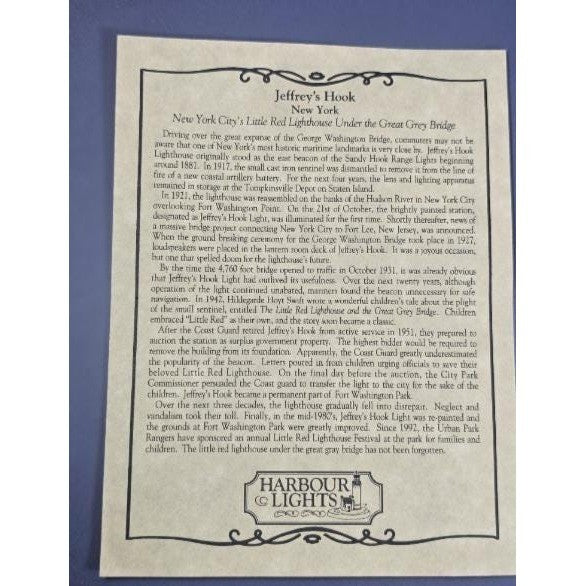 Jeffrey's Hook
New York
New York City's Little Red Lighthouse Under the Great Grey Bridge
Driving over the great expanse of the George Washington Bridge, commuters may not be
aware that one of New York's most historic maritime landmarks is very close by. Jeffrey's Hook
Lighthouse originally stood as the east beacon of the Sandy Hook Range Lights beginning
around 1882. In 1917, the small cast iron sentinel was dismantled to remove it from the line of
fire of a new coastal artillery battery. For the next four years, the lens and lighting apparatus
remained in storage at the Tompkinsville Depot on Staten Island.
In 1921, the lighthouse was reassembled on the banks of the Hudson River in New York City
overlooking Fort Washington Point. On the 21st of October, the brightly painted station,
designated as Jeffrey's Hook Light, was illuminated for the first time. Shortly thereafter, news of
a massive bridge project connecting New York City to Fort Lee, New Jersey, was announced.
When the ground breaking ceremony for the George Washington Bridge took place in 1927,
loudspeakers were placed in the lantern room deck of Jeffrey's Hook. It was a joyous occasion,
but one that spelled doom for the lighthouse's future.
By the time the 4,760 foot bridge opened to traffic in October 1931, it was already obvious
that Jeffrey's Hook Light had outlived its usefulness. Over the next twenty years, although
operation of the light continued unabated, mariners found the beacon unnecessary for safe
navigation. In 1942, Hildegarde Hoyt Swift wrote a wonderful children's tale about the plight
of the small sentinel, entitled The Little Red Lighthouse and the Great Grey Bridge. Children
embraced "Little Red" as their own, and the story soon became a classic.
After the Coast Guard retired Jeffrey's Hook from active service in 1951, they prepared to
auction the station as surplus government property. The highest bidder would be required to
remove the building from its foundation. Apparently, the Coast Guard greatly underestimated
the popularity of the beacon. Letters poured in from children urging officials to save their
beloved Little Red Lighthouse. On the final day before the auction, the City Park
Commissioner persuaded the Coast guard to transfer the light to the city for the sake of the
children. Jeffrey's Hook became a permanent part of Fort Washington Park.
Over the next three decades, the lighthouse gradually fell into disrepair. Neglect and
vandalism took their toll. Finally, in the mid-1980's, Jeffrey's Hook Light was re-painted and
the grounds at Fort Washington Park were greatly improved. Since 1992, the Urban Park
Rangers have sponsored an annual Little Red Lighthouse Festival at the park for families and
children. The little red lighthouse under the great gray bridge has not been forgotten.
HARBOUR
LIGHTS